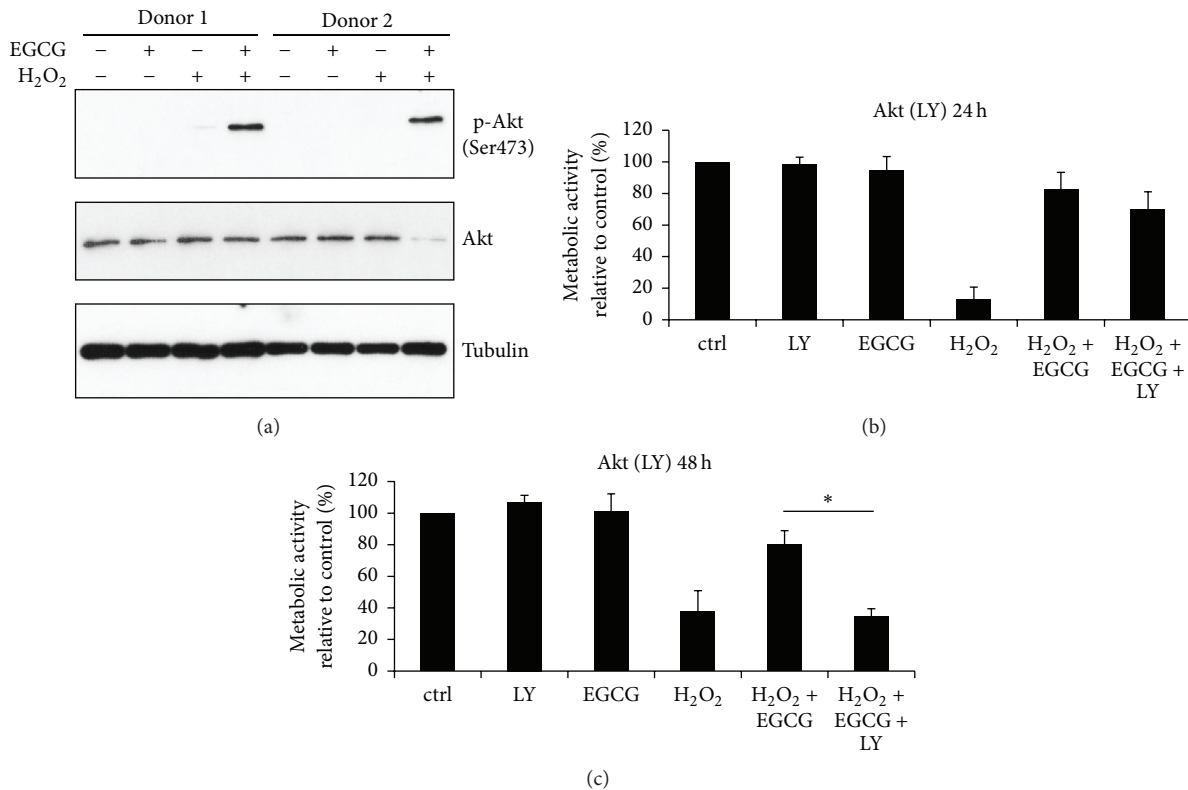 Donor 1 Donor 2
EGCG − + − + − + − +
H₂O₂ − − + + − − + +
p-Akt
(Ser473)
Akt
Tubulin
(a)
Akt (LY) 24 h
Metabolic activity
relative to control (%)
120
100
80
60
40
20
0
ctrl LY EGCG H₂O₂ H₂O₂ + H₂O₂ +
EGCG EGCG +
LY
(b)
Akt (LY) 48 h
Metabolic activity
relative to control (%)
120
100
80
60
40
20
0
*
ctrl LY EGCG H₂O₂ H₂O₂ + H₂O₂ +
EGCG EGCG +
LY
(c)